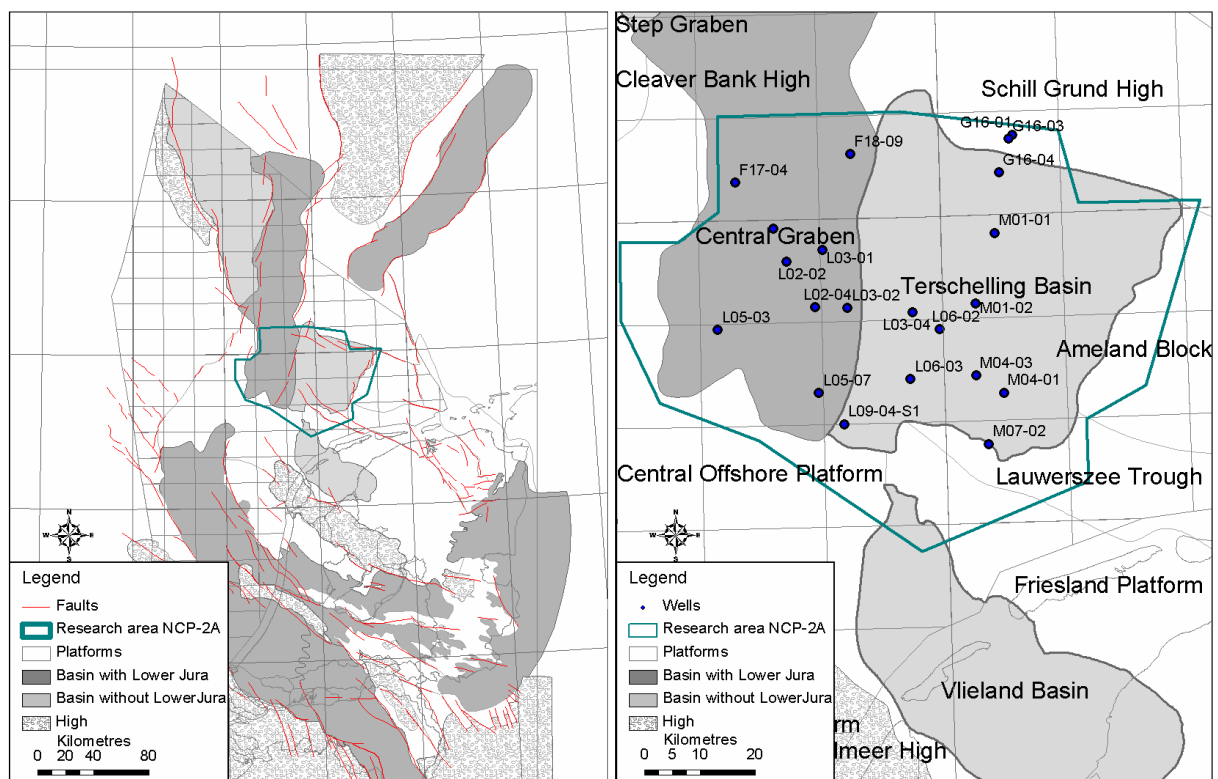 N
W E
S
Legend
Faults
Research area NCP-2A
Platforms
Basin with Lower Jura
Basin without LowerJura
High
Kilometres
0 20 40 80
Step Graben
Cleaver Bank High
Schill Grund High
G16-01
G16-03
F18-09
G16-04
F17-04
M01-01
Central Graben
L03-01
L02-02
Terschelling Basin
L02-04
L03-02
M01-02
L03-04
L06-02
L05-03
Ameland Block
L06-03
M04-03
L05-07
M04-01
L09-04-S1
M07-02
Central Offshore Platform
Lauwerszee Trough
N
W E
S
Friesland Platform
Vlieland Basin
rm
lmeer High
Legend
Wells
Research area NCP-2A
Platforms
Basin with Lower Jura
Basin without LowerJura
High
Kilometres
0 5 10 20